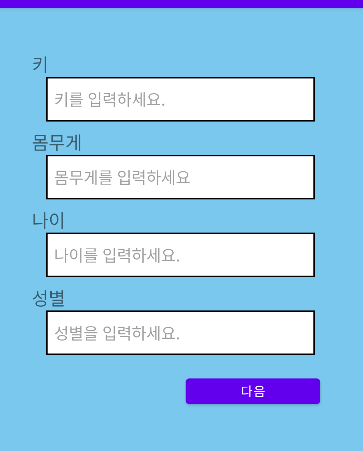 키
키를 입력하세요.
몸무게
몸무게를 입력하세요
나이
나이를 입력하세요.
성별
성별을 입력하세요.
다음